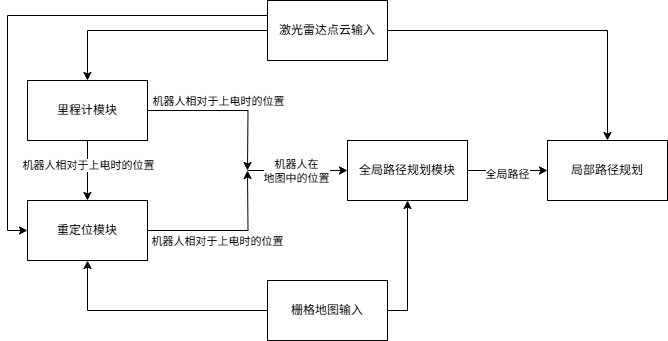 激光雷达点云输入
里程计模块
机器人相对于上电时的位置
机器人相对于上电时的位置
机器人在
地图中的位置
全局路径规划模块
全局路径
局部路径规划
重定位模块
机器人相对于上电时的位置
栅格地图输入